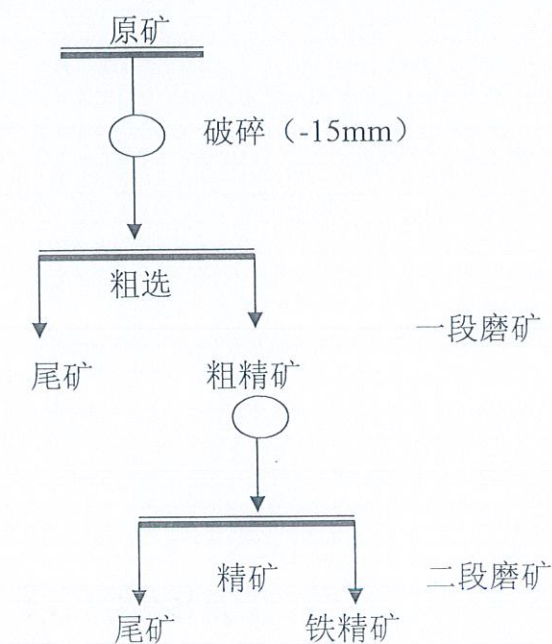 原矿
破碎（-15mm）
粗选
一段磨矿
尾矿
粗精矿
精矿
二段磨矿
尾矿
铁精矿